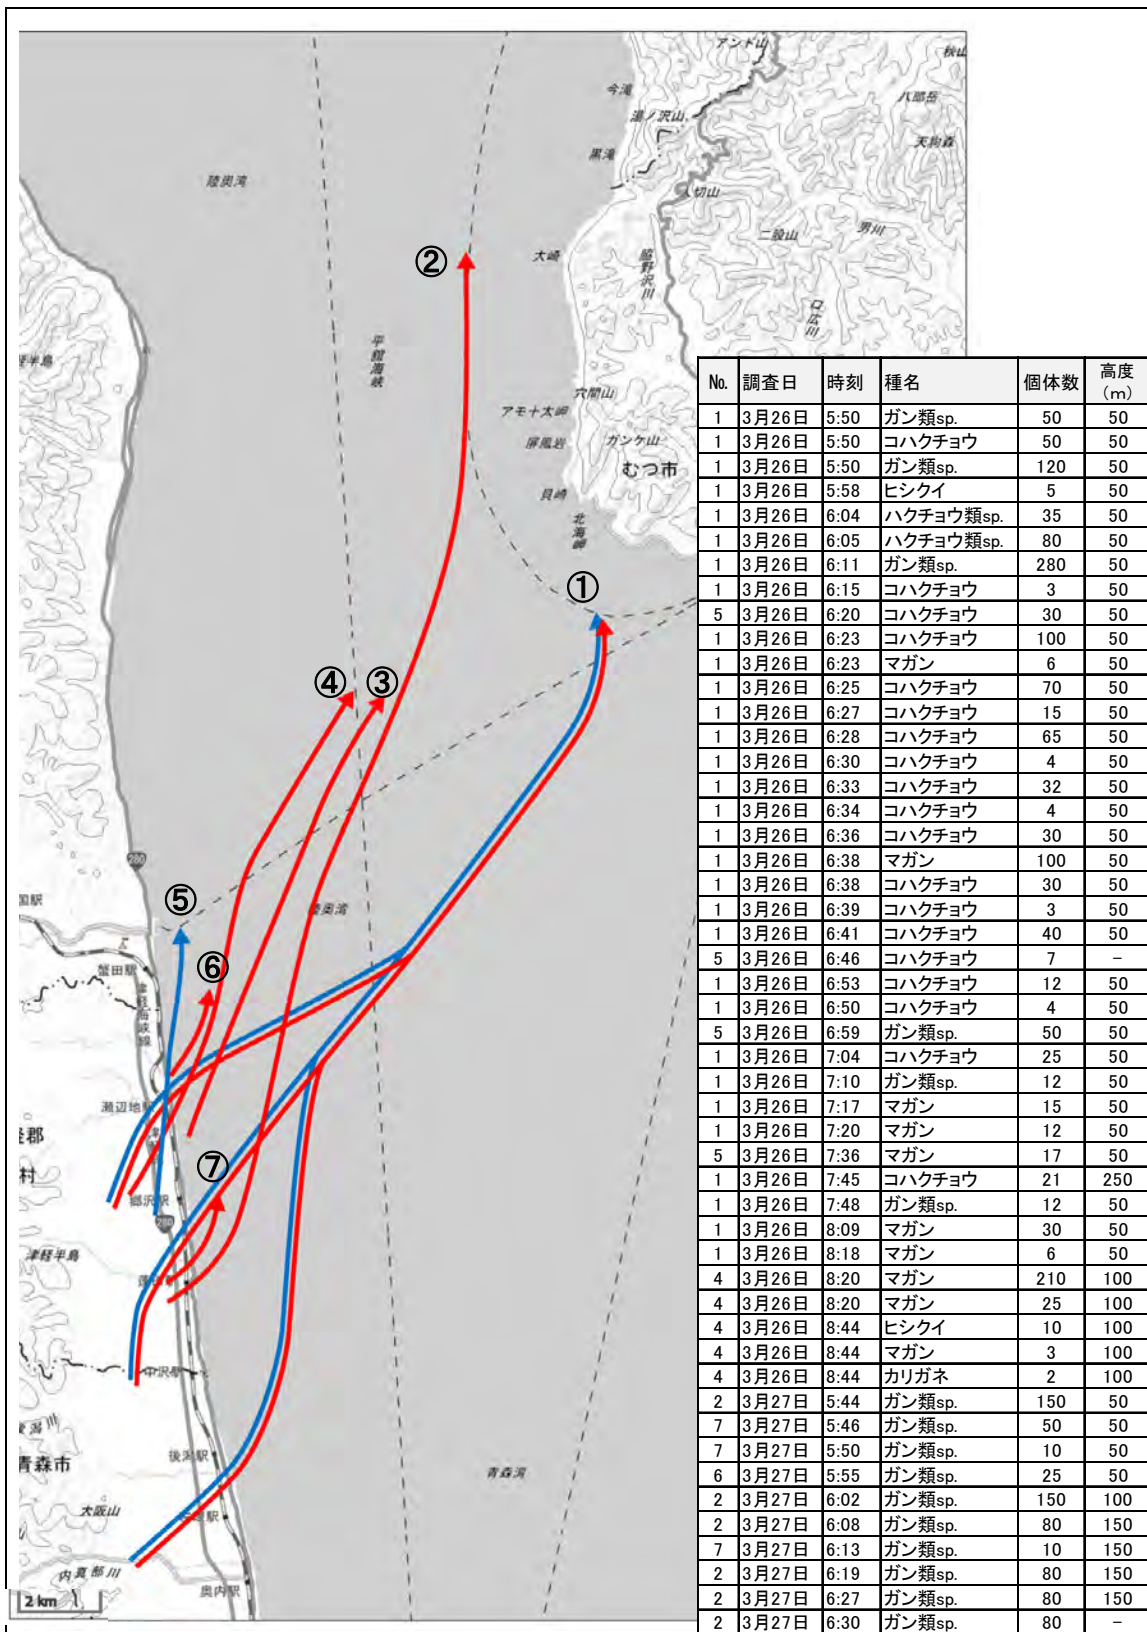 アンドン山
秋山
今滝
八郎岳
湯ノ沢山
天狗森
黒滝
陸奥湾
二股山
男川
大崎
②
脇野沢川
口広川
平舘海峡
穴間山
アモナ太岬
屏風岩
ガンケ山
むつ市
貝崎
北海岬
①
④
③
280
陸奥湾
⑤
蟹田駅
⑥
津軽海峡線
瀬辺地駅
村
⑦
郷沢駅
280
津軽半島
中沢駅
後潟駅
青森市
青森湾
大阪山
内真部川
奥内駅
2 km
No. 調査日 時刻 種名 個体数 高度(m)
1 3月26日 5:50 ガン類sp. 50 50
1 3月26日 5:50 コハクチョウ 50 50
1 3月26日 5:50 ガン類sp. 120 50
1 3月26日 5:58 ヒシクイ 5 50
1 3月26日 6:04 ハクチョウ類sp. 35 50
1 3月26日 6:05 ハクチョウ類sp. 80 50
1 3月26日 6:11 ガン類sp. 280 50
1 3月26日 6:15 コハクチョウ 3 50
5 3月26日 6:20 コハクチョウ 30 50
1 3月26日 6:23 コハクチョウ 100 50
1 3月26日 6:23 マガン 6 50
1 3月26日 6:25 コハクチョウ 70 50
1 3月26日 6:27 コハクチョウ 15 50
1 3月26日 6:28 コハクチョウ 65 50
1 3月26日 6:30 コハクチョウ 4 50
1 3月26日 6:33 コハクチョウ 32 50
1 3月26日 6:34 コハクチョウ 4 50
1 3月26日 6:36 コハクチョウ 30 50
1 3月26日 6:38 マガン 100 50
1 3月26日 6:38 コハクチョウ 30 50
1 3月26日 6:39 コハクチョウ 3 50
1 3月26日 6:41 コハクチョウ 40 50
5 3月26日 6:46 コハクチョウ 7 −
1 3月26日 6:53 コハクチョウ 12 50
1 3月26日 6:50 コハクチョウ 4 50
5 3月26日 6:59 ガン類sp. 50 50
1 3月26日 7:04 コハクチョウ 25 50
1 3月26日 7:10 ガン類sp. 12 50
1 3月26日 7:17 マガン 15 50
1 3月26日 7:20 マガン 12 50
5 3月26日 7:36 マガン 17 50
1 3月26日 7:45 コハクチョウ 21 250
1 3月26日 7:48 ガン類sp. 12 50
1 3月26日 8:09 マガン 30 50
1 3月26日 8:18 マガン 6 50
4 3月26日 8:20 マガン 210 100
4 3月26日 8:20 マガン 25 100
4 3月26日 8:44 ヒシクイ 10 100
4 3月26日 8:44 マガン 3 100
4 3月26日 8:44 カリガネ 2 100
2 3月27日 5:44 ガン類sp. 150 50
7 3月27日 5:46 ガン類sp. 50 50
7 3月27日 5:50 ガン類sp. 10 50
6 3月27日 5:55 ガン類sp. 25 50
2 3月27日 6:02 ガン類sp. 150 100
2 3月27日 6:08 ガン類sp. 80 150
7 3月27日 6:13 ガン類sp. 10 150
2 3月27日 6:19 ガン類sp. 80 150
2 3月27日 6:27 ガン類sp. 80 150
2 3月27日 6:30 ガン類sp. 80 −